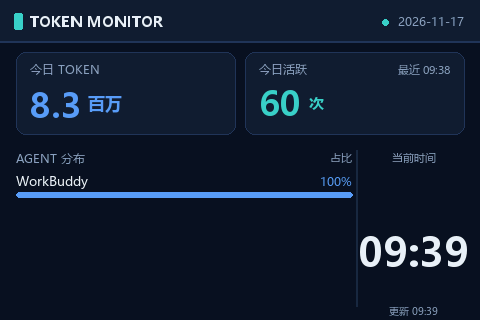 TOKEN MONITOR
2026-11-17
今日 TOKEN
8.3 百万
今日活跃
最近 09:38
60 次
AGENT 分布
占比
WorkBuddy
100%
当前时间
09:39
更新 09:39